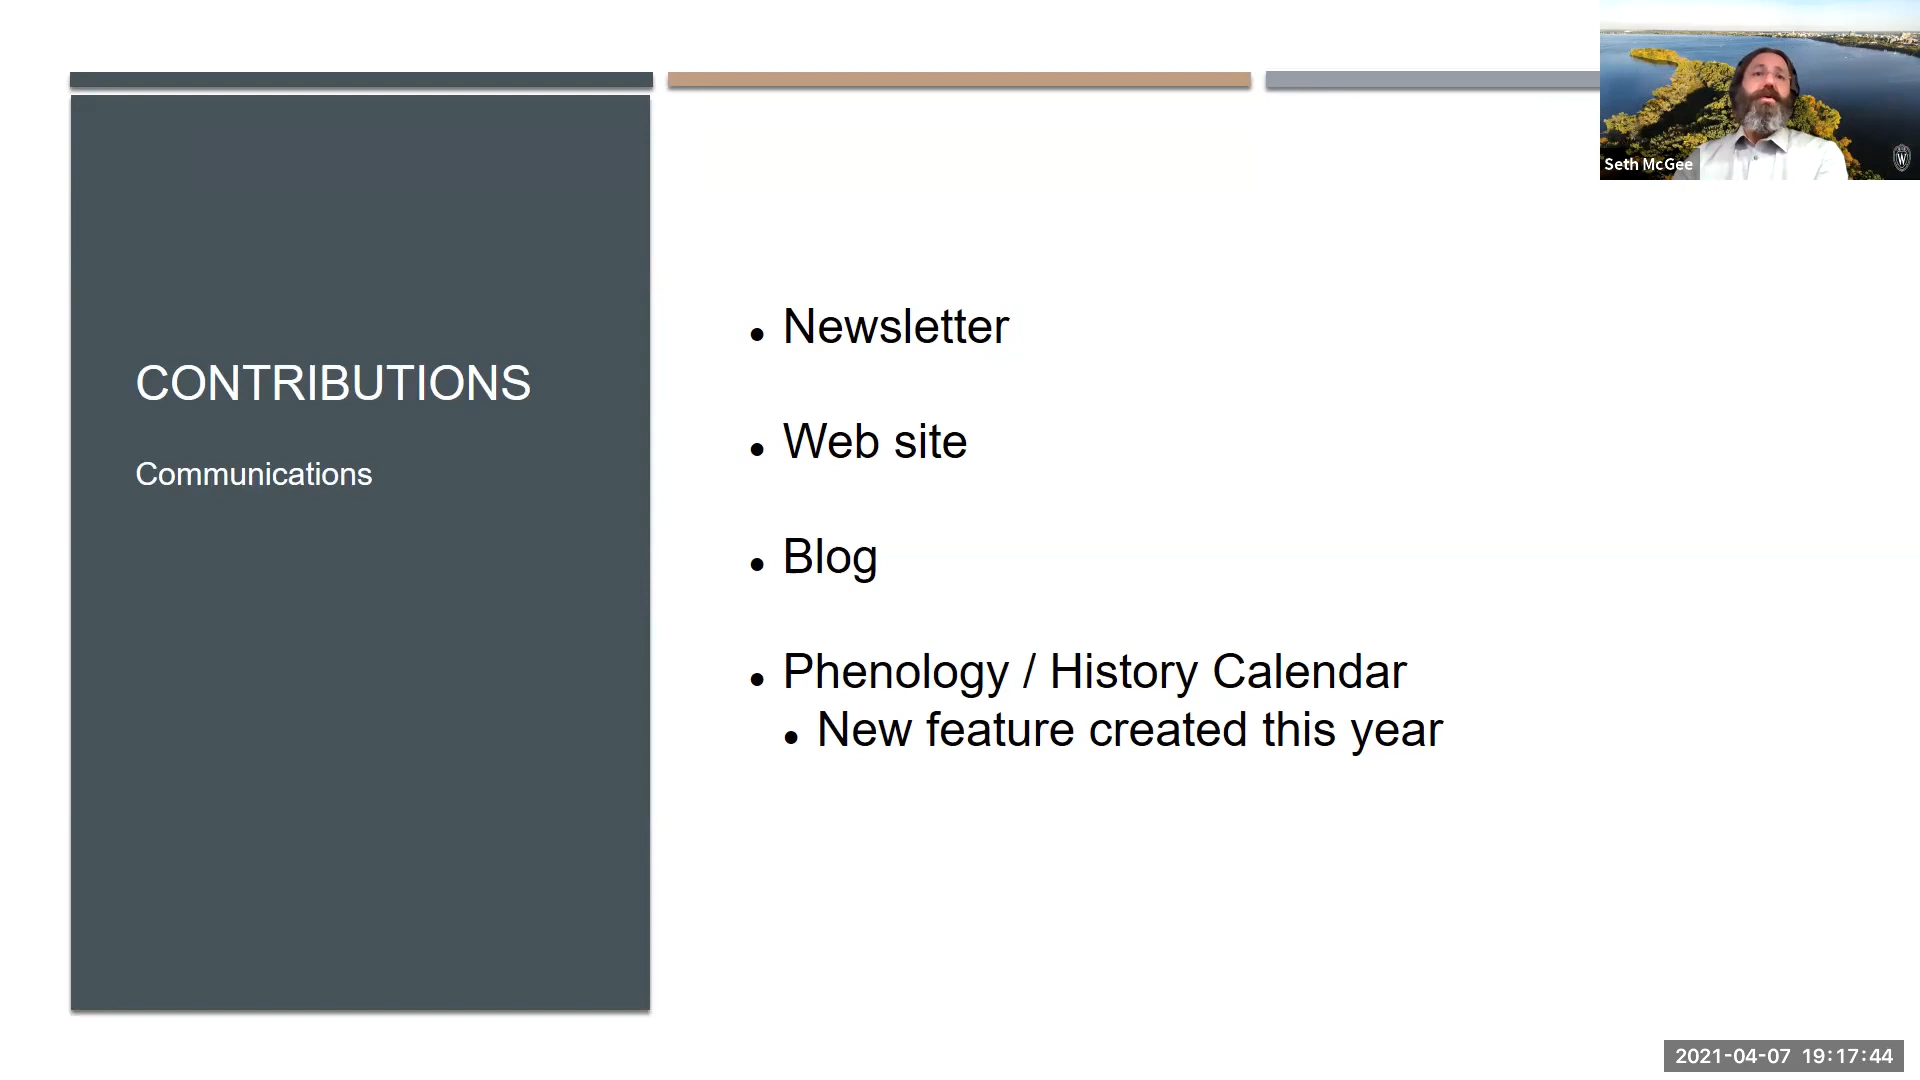 CONTRIBUTIONS
Communications
• Newsletter
• Web site
• Blog
• Phenology / History Calendar
• New feature created this year
Seth McGee
W
2021-04-07 19:17:44